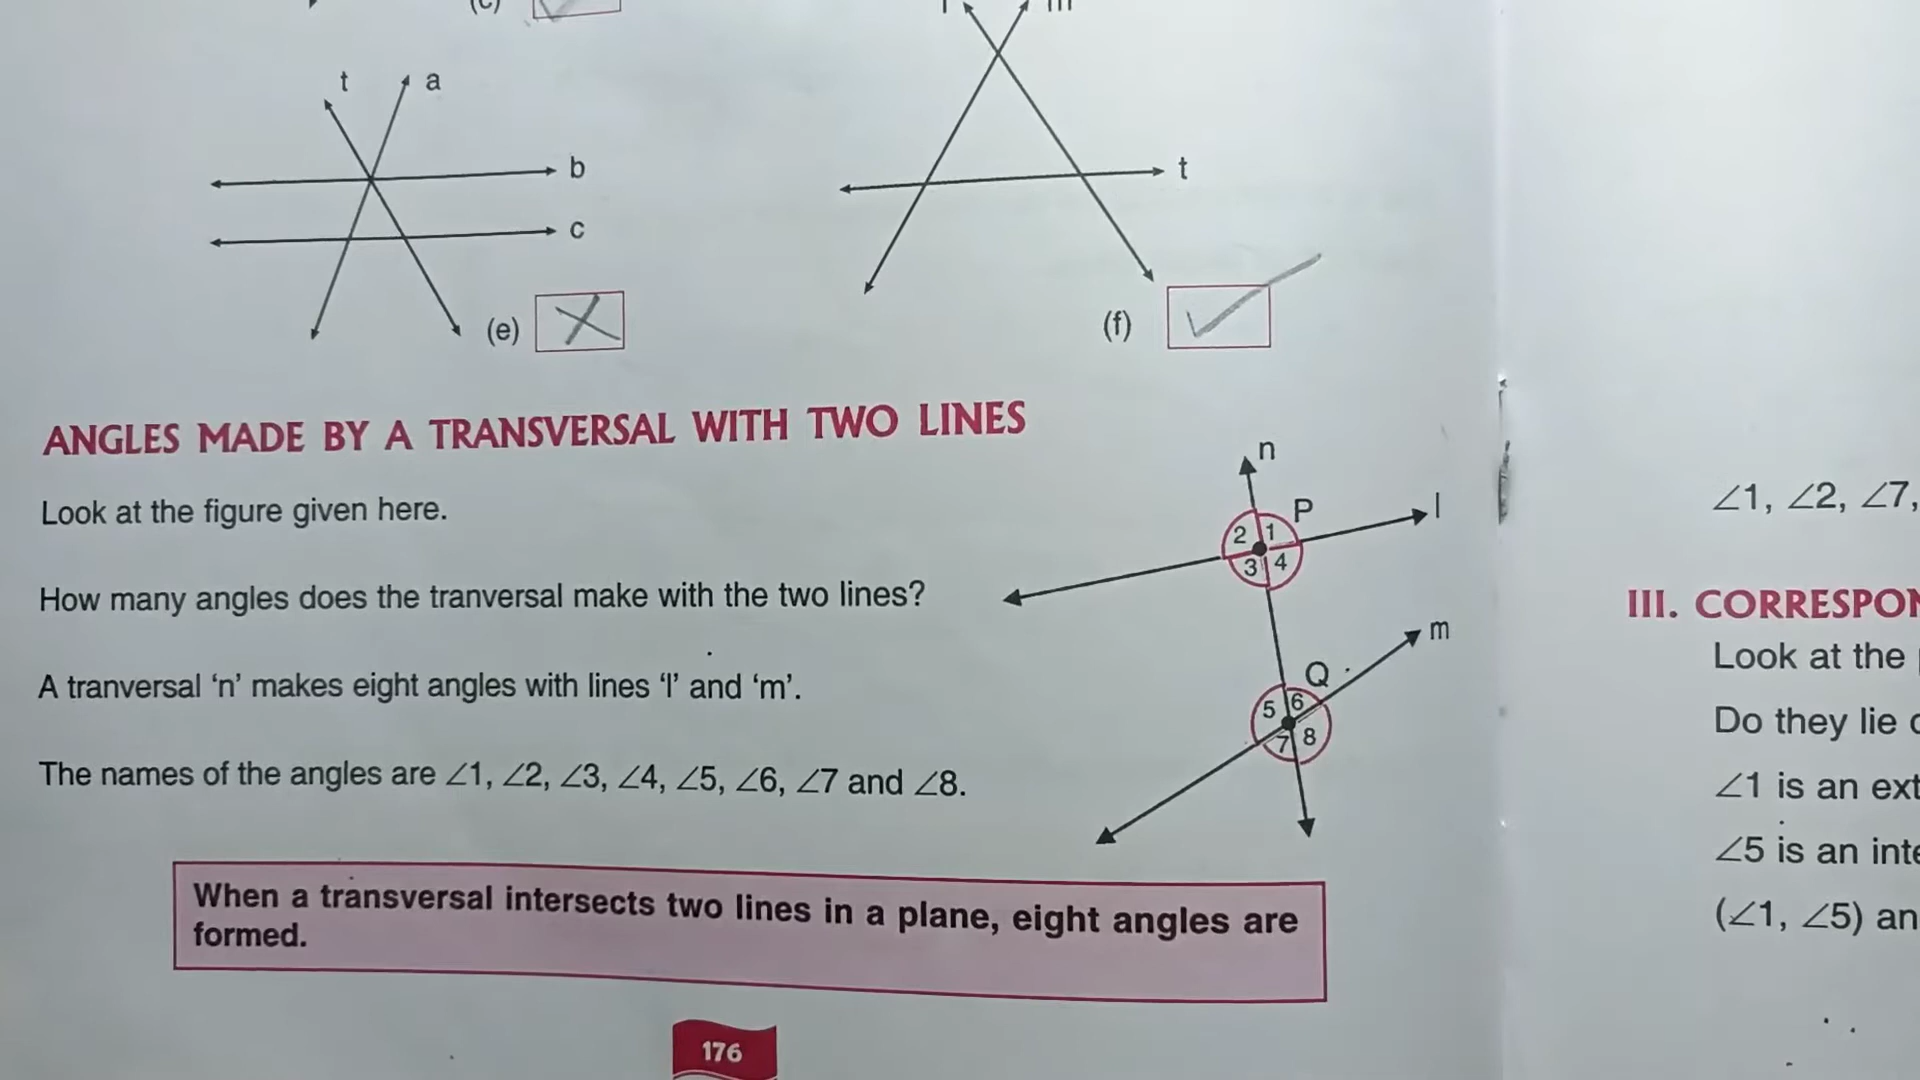 (c)
m
t
a
b
c
(e)
t
(f)
ANGLES MADE BY A TRANSVERSAL WITH TWO LINES
Look at the figure given here.
How many angles does the tranversal make with the two lines?
A tranversal ‘n’ makes eight angles with lines ‘l’ and ‘m’.
The names of the angles are ∠1, ∠2, ∠3, ∠4, ∠5, ∠6, ∠7 and ∠8.
n
P
l
2 1
3 4
m
Q
5 6
7 8
When a transversal intersects two lines in a plane, eight angles are
formed.
176
∠1, ∠2, ∠7,
III.
Look at the
Do they lie
∠1 is an
∠5 is an
(∠1, ∠5)